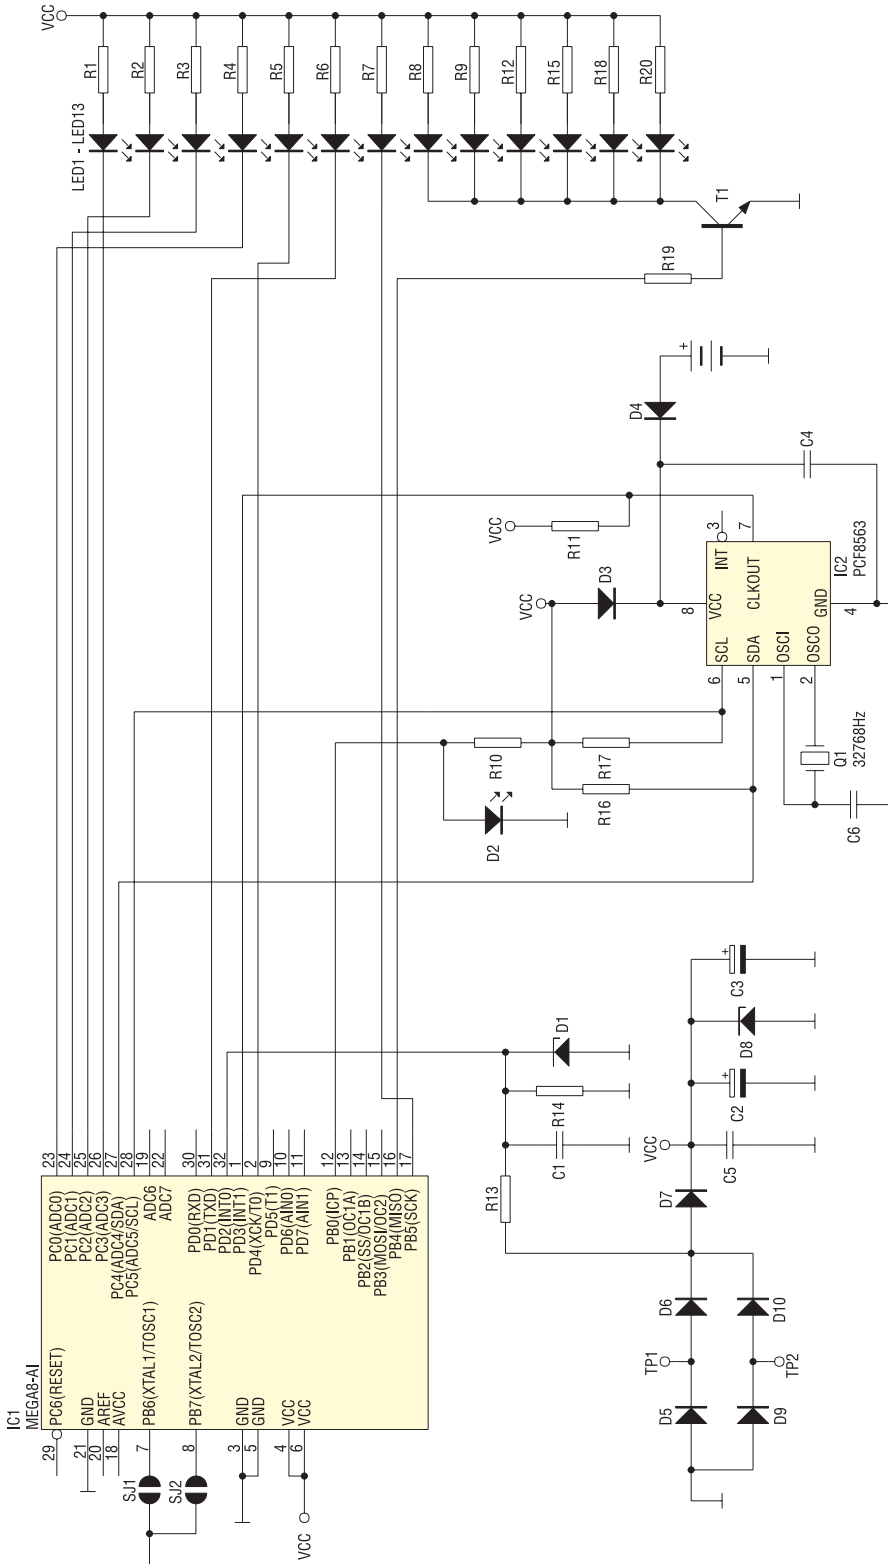 VCC
R1
R2
R3
R4
R5
R6
R7
R8
R9
R12
R15
R18
R20
LED1 - LED13
T1
R19
+
D4
C4
VCC
R11
3
INT
7
CLKOUT
IC2
PCF8563
VCC
D3
8
VCC
GND
4
6
SCL
5
SDA
1
OSCI
2
OSCO
R10
R17
R16
D2
Q1
32768Hz
C6
IC1
MEGA8-AI
23
PC0(ADC0)
24
PC1(ADC1)
25
PC2(ADC2)
26
PC3(ADC3)
27
PC4(ADC4/SDA)
28
PC5(ADC5/SCL)
19
ADC6
22
ADC7
30
PD0(RXD)
31
PD1(TXD)
32
PD2(INT0)
1
PD3(INT1)
2
PD4(XCK/T0)
9
PD5(T1)
10
PD6(AIN0)
11
PD7(AIN1)
12
PB0(ICP)
13
PB1(OC1A)
14
PB2(SS/OC1B)
15
PB3(MOSI/OC2)
16
PB4(MISO)
17
PB5(SCK)
29
PC6(RESET)
21
GND
20
AREF
18
AVCC
7
PB6(XTAL1/TOSC1)
8
PB7(XTAL2/TOSC2)
3
GND
5
GND
4
VCC
6
VCC
SJ1
SJ2
VCC
R13
C1
R14
D1
VCC
D7
C5
+
C2
D8
+
C3
D6
D10
TP1
TP2
D5
D9